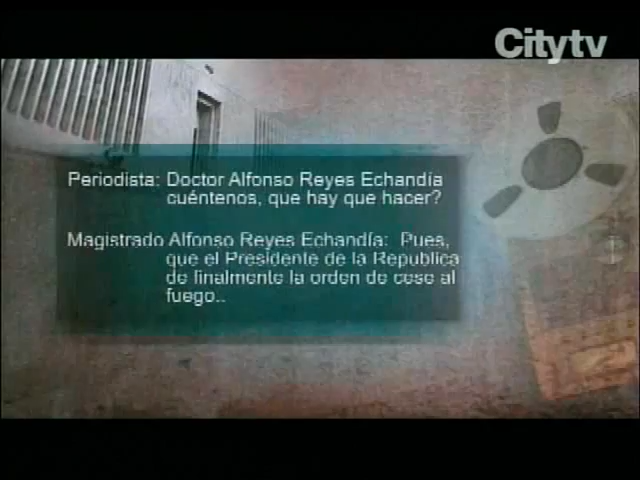 Citytv
Periodista: Doctor Alfonso Reyes Echandía
cuéntenos, que hay que hacer?
Magistrado Alfonso Reyes Echandía: Pues,
que el Presidente de la Republica
de finalmente la orden de cese al
fuego..